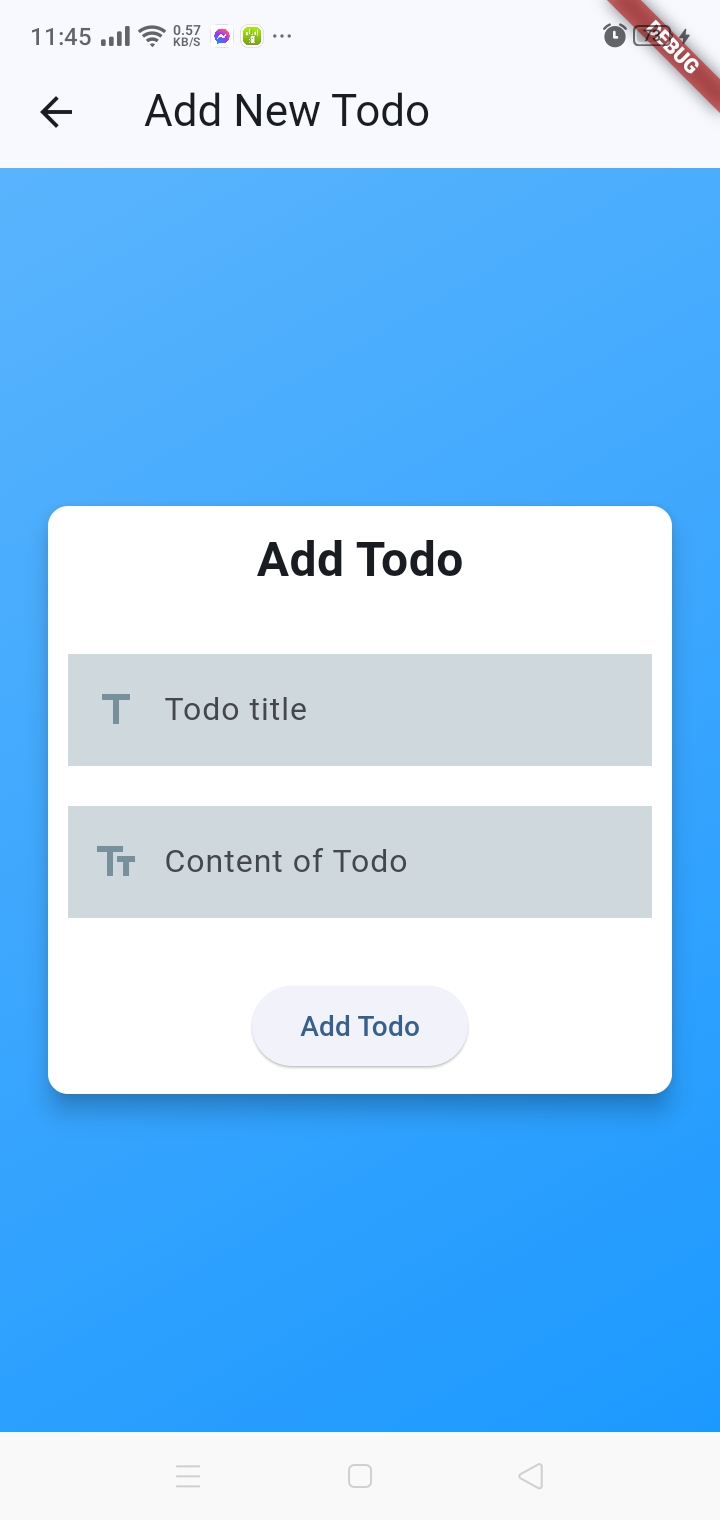 11:45 0.57 KB/S
DEBUG
Add New Todo
Add Todo
Todo title
Content of Todo
Add Todo